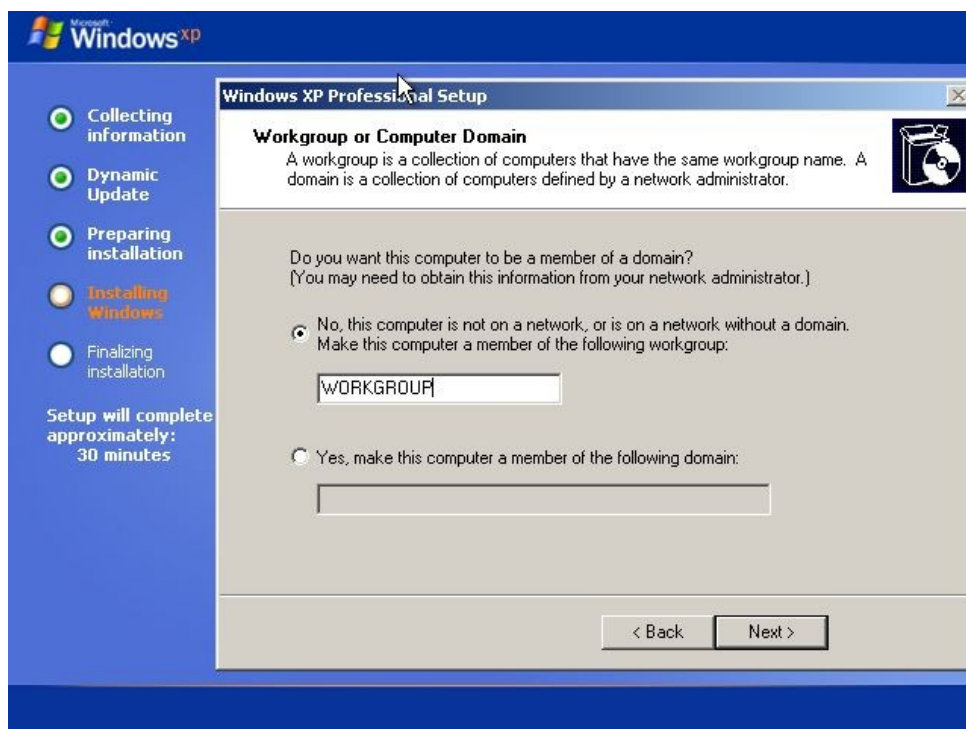 Microsoft
Windows xp
Collecting
information
Dynamic
Update
Preparing
installation
Installing
Windows
Finalizing
installation
Setup will complete
approximately:
30 minutes
Windows XP Professional Setup
Workgroup or Computer Domain
A workgroup is a collection of computers that have the same workgroup name. A
domain is a collection of computers defined by a network administrator.
Do you want this computer to be a member of a domain?
(You may need to obtain this information from your network administrator.)
No, this computer is not on a network, or is on a network without a domain.
Make this computer a member of the following workgroup:
WORKGROUP
Yes, make this computer a member of the following domain:
< Back
Next >